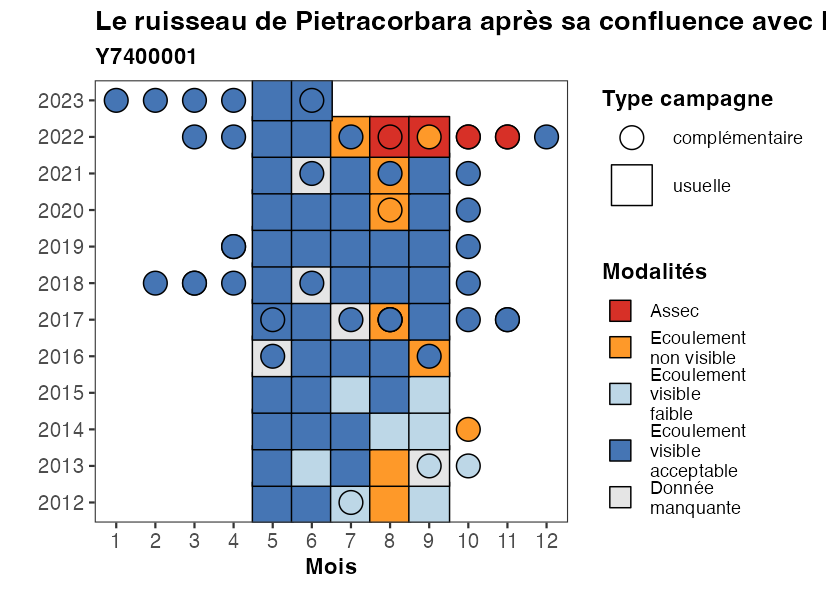 Le ruisseau de Pietracorbara après sa confluence avec l
Y7400001
2023
2022
2021
2020
2019
2018
2017
2016
2015
2014
2013
2012
1 2 3 4 5 6 7 8 9 10 11 12
Mois
Type campagne
complémentaire
usuelle
Modalités
Assec
Ecoulement
non visible
Ecoulement
visible
faible
Ecoulement
visible
acceptable
Donnée
manquante